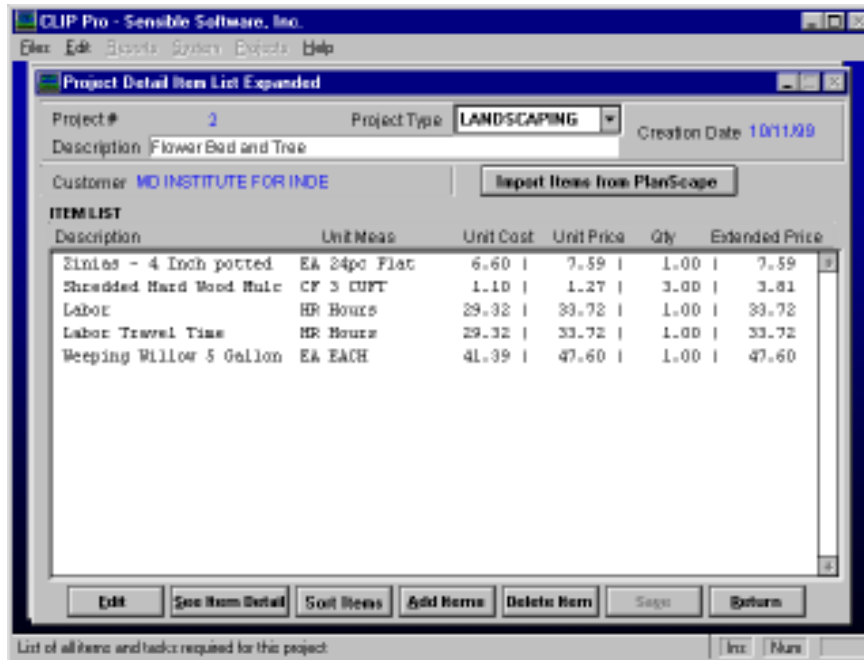 CLIP Pro - Sensible Software, Inc.
Files Edit Reports System Projects Help
Project Detail Item List Expanded
Project # 2 Project Type LANDSCAPING Creation Date 10/11/99
Description Flower Bed and Tree
Customer MD INSTITUTE FOR INDE Import Items from PlanScape
ITEM LIST
Description Unit Meas Unit Cost Unit Price Qty Extended Price
Zinias - 4 Inch potted EA 24pc Flat 6.60 | 7.59 | 1.00 | 7.59
Shredded Hard Wood Mulc CF 3 CUFT 1.10 | 1.27 | 3.00 | 3.81
Labor HR Hours 29.32 | 33.72 | 1.00 | 33.72
Labor Travel Time HR Hours 29.32 | 33.72 | 1.00 | 33.72
Weeping Willow 5 Gallon EA EACH 41.39 | 47.60 | 1.00 | 47.60
Edit See Item Detail Sort Items Add Items Delete Item Save Return
List of all items and tasks required for this project Ins Num